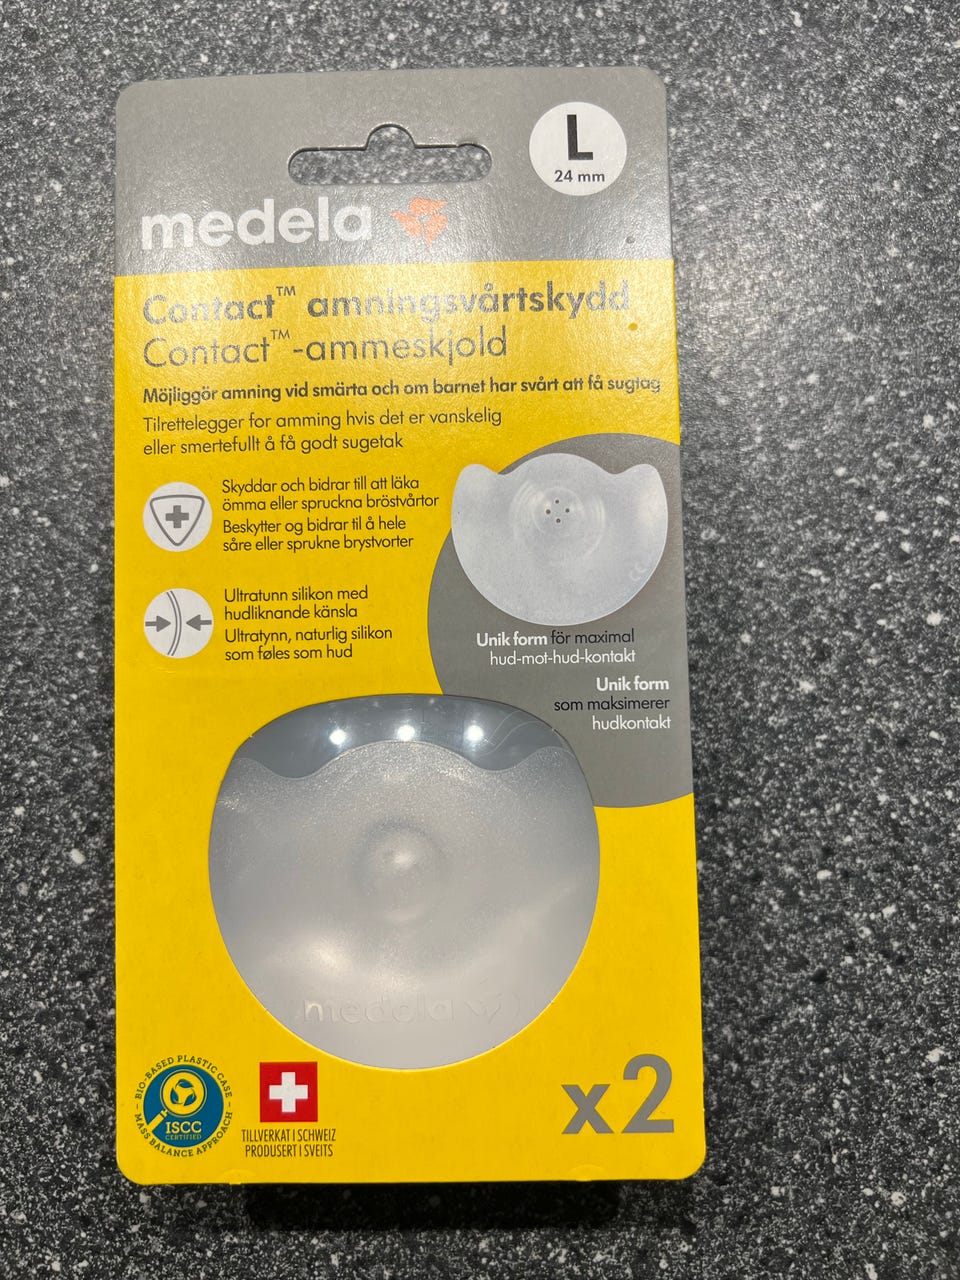 L
24 mm
medela
Contact™ amningsvårtskydd
Contact™-ammeskjold
Möjliggör amning vid smärta och om barnet har svårt att få sugtag
Tilrettelegger for amming hvis det er vanskelig
eller smertefullt å få godt sugetak
Skyddar och bidrar till att läka
ömma eller spruckna bröstvårtor
Beskytter og bidrar til å hele
såre eller sprukne brystvorter
Ultratunn silikon med
hudliknande känsla
Ultratynn, naturlig silikon
som føles som hud
Unik form för maximal
hud-mot-hud-kontakt
Unik form
som maksimerer
hudkontakt
medela
BIO-BASED PLASTIC CASE
ISCC
CERTIFIED
MASS BALANCE APPROACH
TILLVERKAT I SCHWEIZ
PRODUSERT I SVEITS
x2